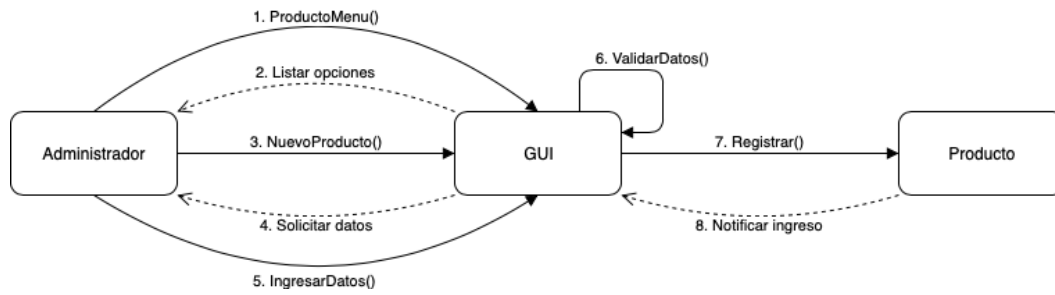 1. ProductoMenu()
6. ValidarDatos()
2. Listar opciones
Administrador
3. NuevoProducto()
GUI
7. Registrar()
Producto
4. Solicitar datos
8. Notificar ingreso
5. IngresarDatos()